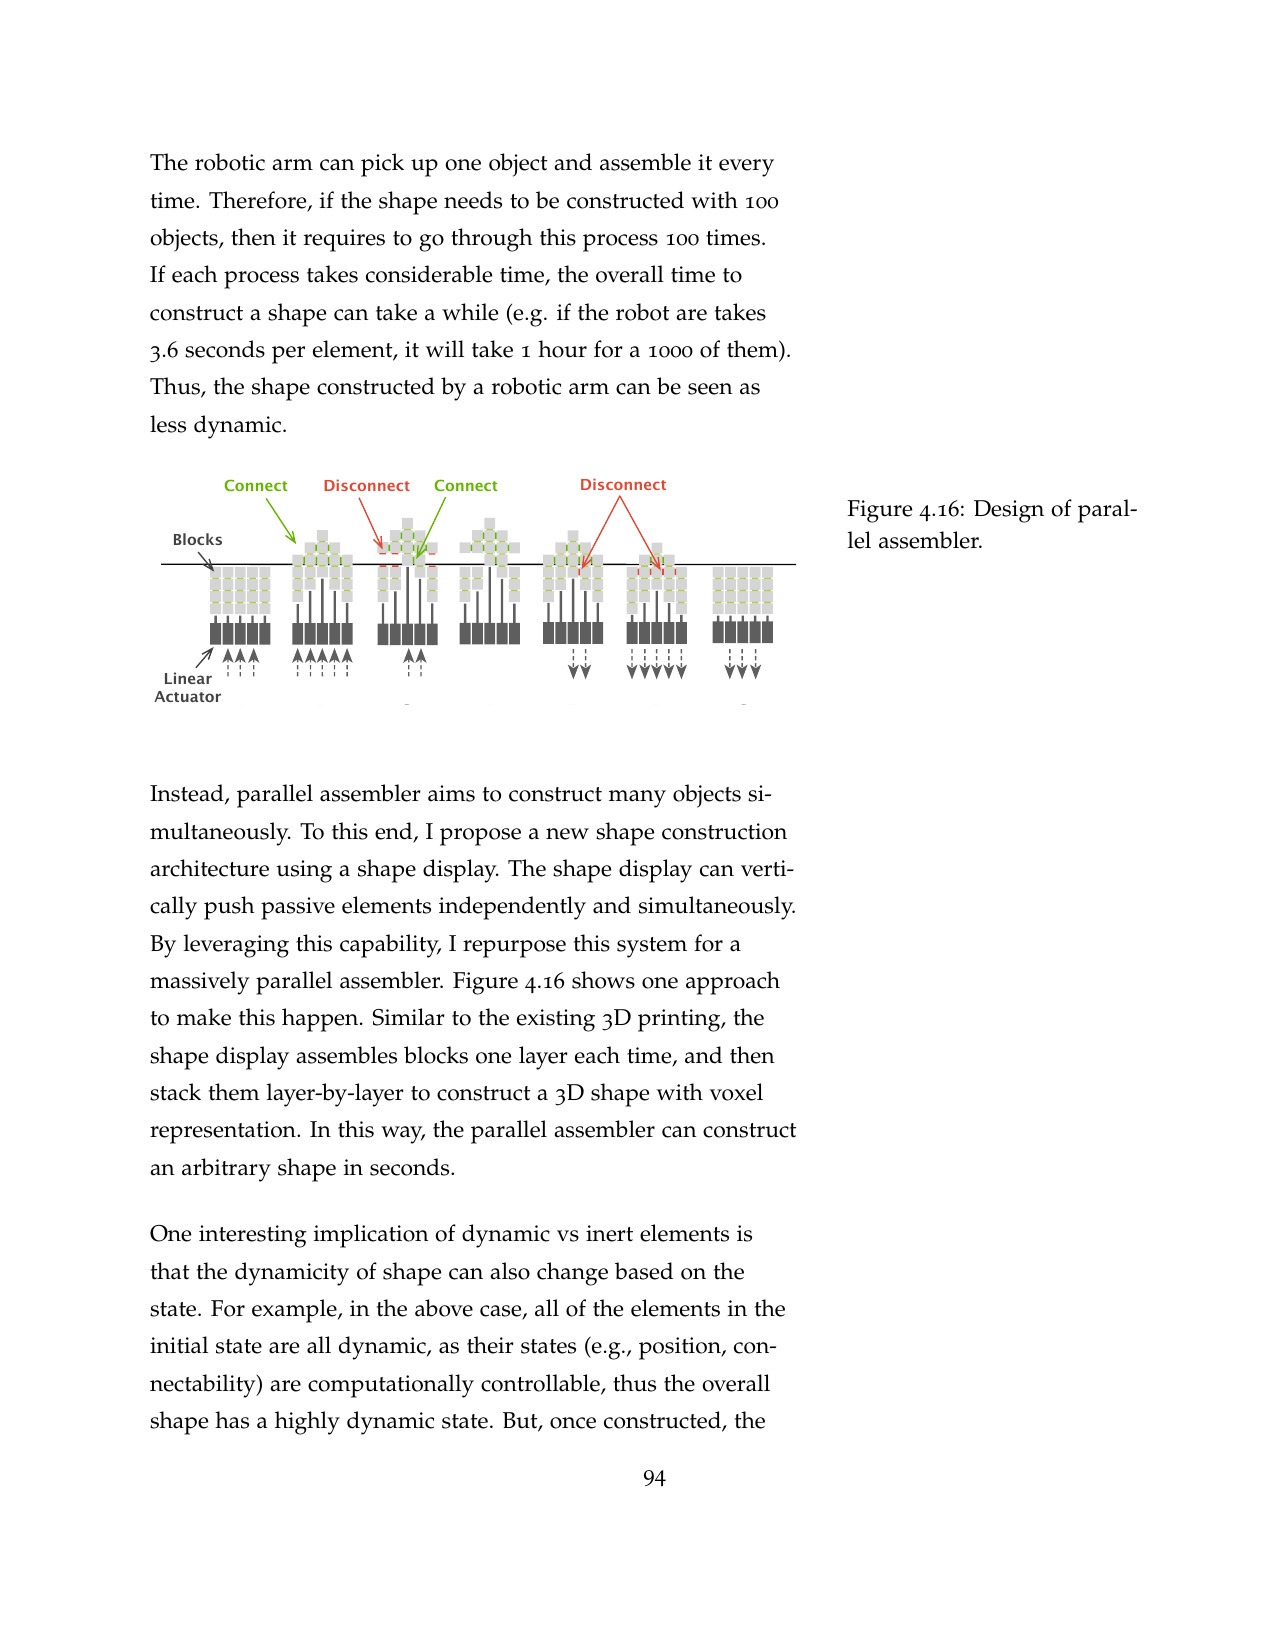 The robotic arm can pick up one object and assemble it every
time. Therefore, if the shape needs to be constructed with 100
objects, then it requires to go through this process 100 times.
If each process takes considerable time, the overall time to
construct a shape can take a while (e.g. if the robot are takes
3.6 seconds per element, it will take 1 hour for a 1000 of them).
Thus, the shape constructed by a robotic arm can be seen as
less dynamic.
Connect
Disconnect
Connect
Disconnect
Blocks
Linear
Actuator
Figure 4.16: Design of paral-
lel assembler.
Instead, parallel assembler aims to construct many objects si-
multaneously. To this end, I propose a new shape construction
architecture using a shape display. The shape display can verti-
cally push passive elements independently and simultaneously.
By leveraging this capability, I repurpose this system for a
massively parallel assembler. Figure 4.16 shows one approach
to make this happen. Similar to the existing 3D printing, the
shape display assembles blocks one layer each time, and then
stack them layer-by-layer to construct a 3D shape with voxel
representation. In this way, the parallel assembler can construct
an arbitrary shape in seconds.
One interesting implication of dynamic vs inert elements is
that the dynamicity of shape can also change based on the
state. For example, in the above case, all of the elements in the
initial state are all dynamic, as their states (e.g., position, con-
nectability) are computationally controllable, thus the overall
shape has a highly dynamic state. But, once constructed, the
94